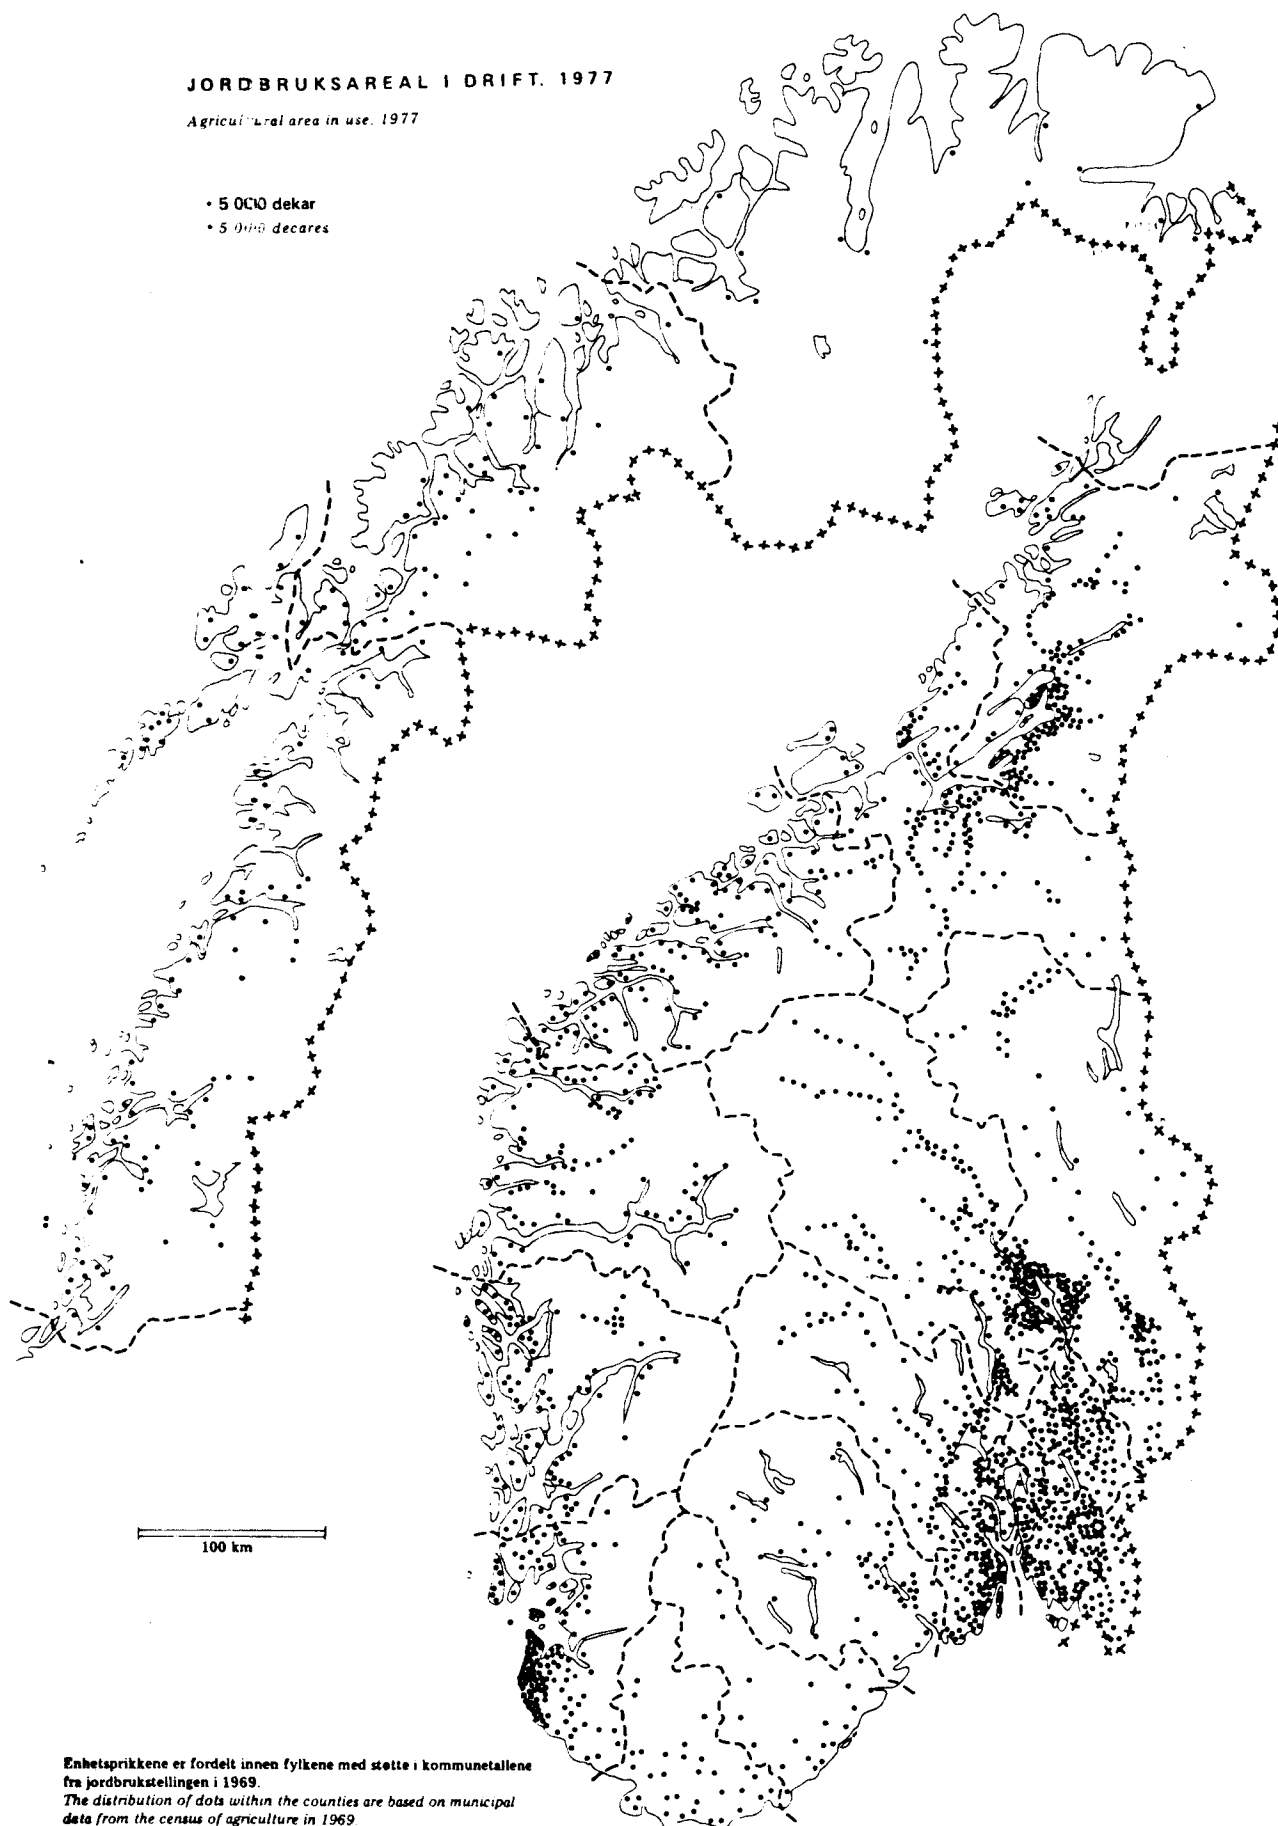 JORDBRUKSAREAL I DRIFT. 1977
Agricultural area in use. 1977
• 5 000 dekar
• 5 000 decares
100 km
Enhetsprikkene er fordelt innen fylkene med støtte i kommunetallene
fra jordbrukstellingen i 1969.
The distribution of dots within the counties are based on municipal
data from the census of agriculture in 1969.